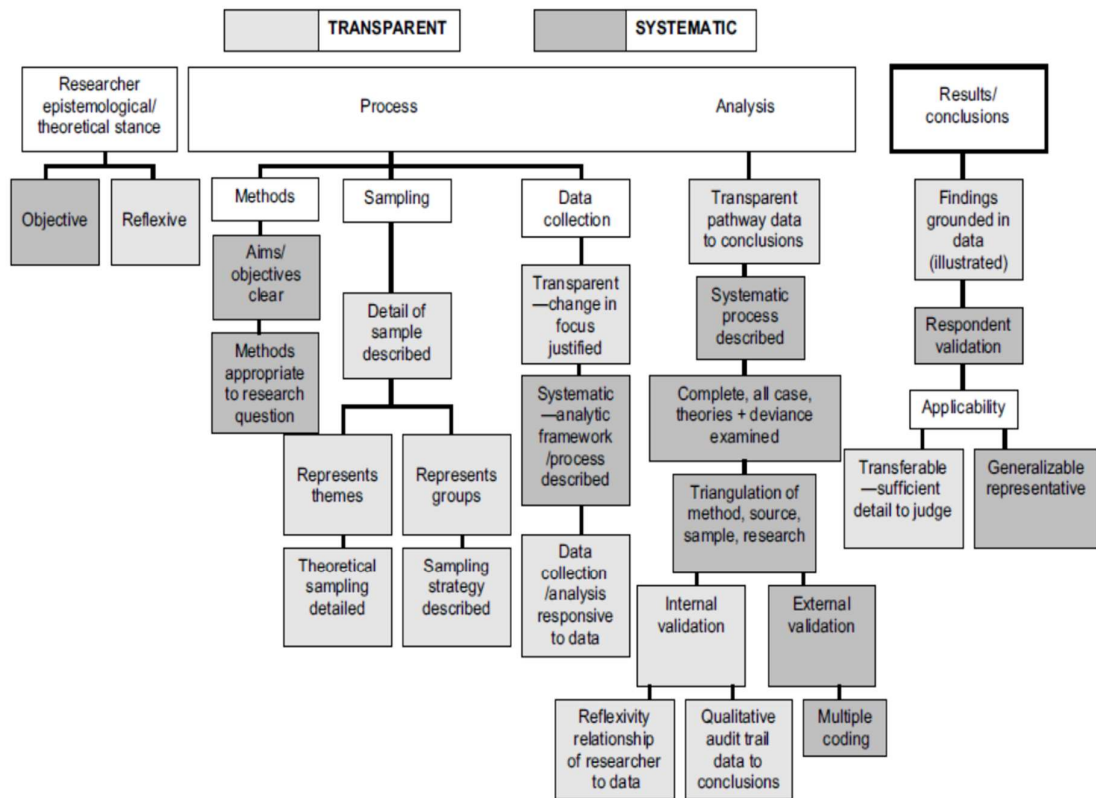 TRANSPARENT
SYSTEMATIC
Researcher
epistemological/
theoretical stance
Process
Analysis
Results/
conclusions
Objective
Reflexive
Methods
Sampling
Data
collection
Transparent
pathway data
to conclusions
Findings
grounded in
data
(illustrated)
Aims/
objectives
clear
Methods
appropriate
to research
question
Detail of
sample
described
Transparent
—change in
focus
justified
Systematic
process
described
Respondent
validation
Systematic
—analytic
framework
/process
described
Complete, all case,
theories + deviance
examined
Applicability
Represents
themes
Represents
groups
Transferable
—sufficient
detail to judge
Generalizable
representative
Triangulation of
method, source,
sample, research
Theoretical
sampling
detailed
Sampling
strategy
described
Data
collection
/analysis
responsive
to data
Internal
validation
External
validation
Reflexivity
relationship
of researcher
to data
Qualitative
audit trail
data to
conclusions
Multiple
coding